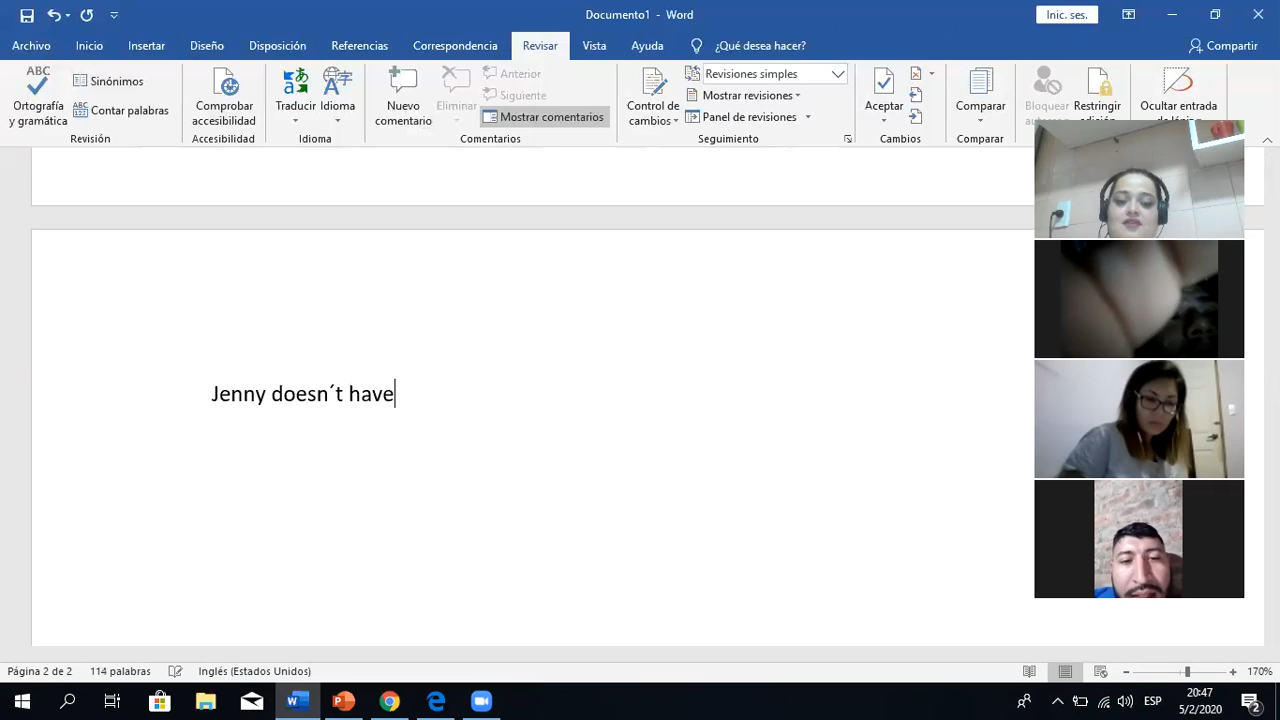 Documento1 - Word
Inic. ses.
Archivo
Inicio
Insertar
Diseño
Disposición
Referencias
Correspondencia
Revisar
Vista
Ayuda
¿Qué desea hacer?
Compartir
ABC
Ortografía
y gramática
Sinónimos
Contar palabras
Revisión
Comprobar
accesibilidad
Accesibilidad
Traducir
Idioma
Idioma
Nuevo
comentario
Eliminar
Anterior
Siguiente
Mostrar comentarios
Comentarios
Control de
cambios
Revisiones simples
Mostrar revisiones
Panel de revisiones
Seguimiento
Aceptar
Cambios
Comparar
Comparar
Bloquear
Restringir
Ocultar entrada
Jenny doesn´t have
Página 2 de 2
114 palabras
Inglés (Estados Unidos)
170%
ESP
20:47
5/2/2020
2